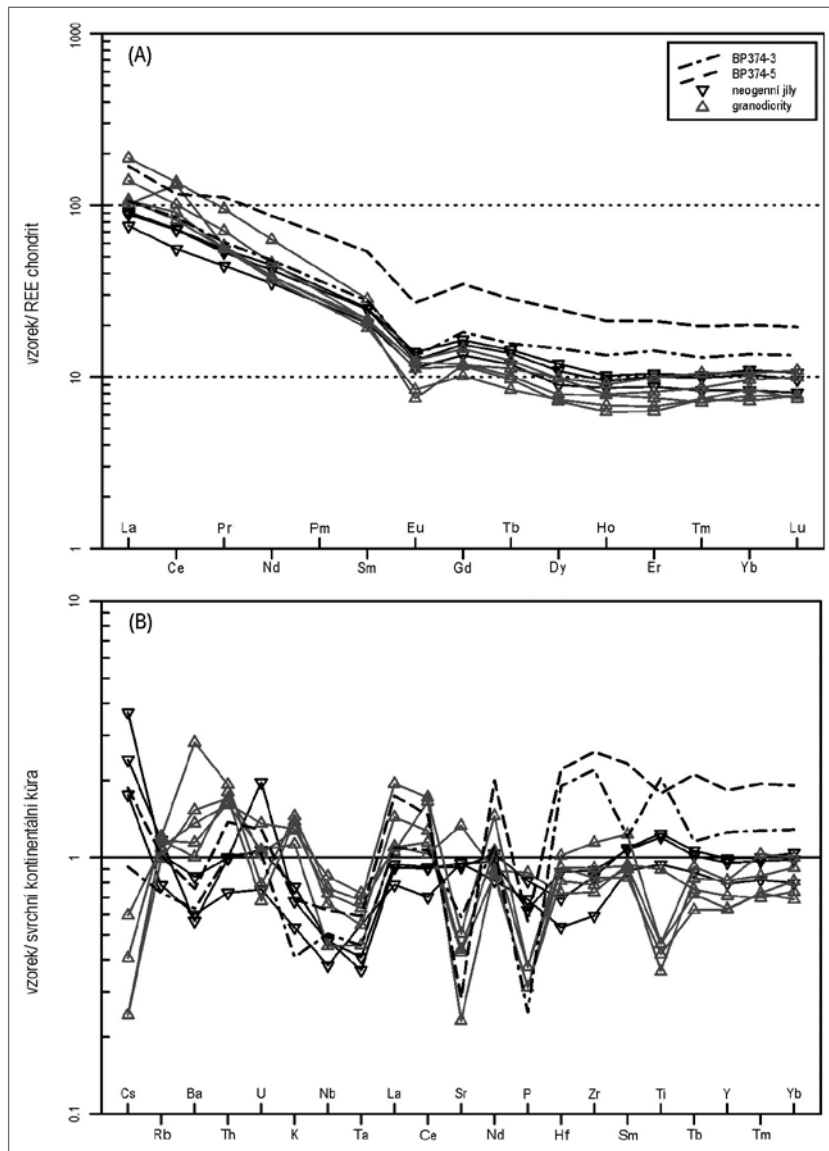 (A)
1000
100
10
1
vzorek/ REE chondrit
BP374-3
BP374-5
neogenní jíly
granodiority
La Pr Pm Eu Tb Ho Tm Lu
Ce Nd Sm Gd Dy Er Yb
(B)
10
1
0.1
vzorek/ svrchní kontinentální kůra
Cs Ba U Nb La Sr P Zr Ti Y Yb
Rb Th K Ta Ce Nd Hf Sm Tb Tm